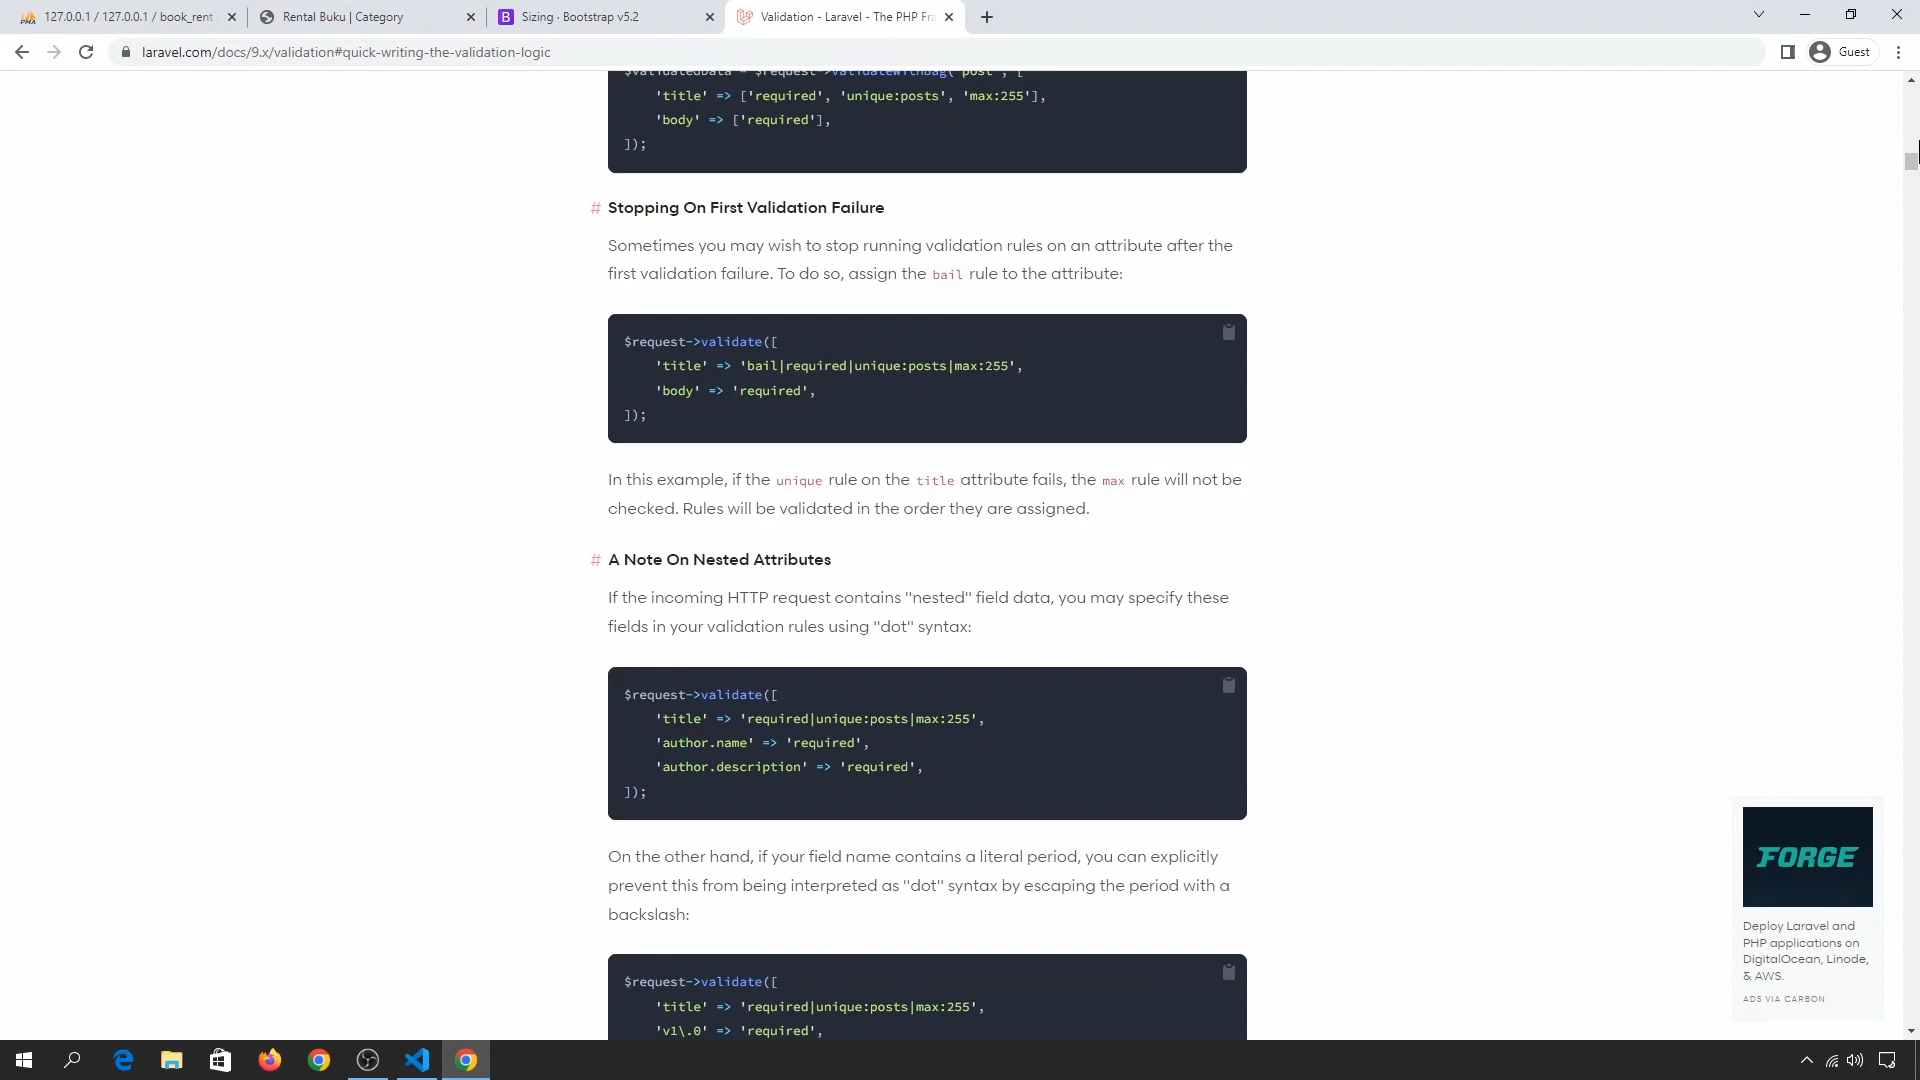 127.0.0.1 / 127.0.0.1 / book_rent
Rental Buku | Category
Sizing · Bootstrap v5.2
Validation - Laravel - The PHP Fra
laravel.com/docs/9.x/validation#quick-writing-the-validation-logic
Guest
$validatedData = $request->validateWithBag('post', [
'title' => ['required', 'unique:posts', 'max:255'],
'body' => ['required'],
]);
# Stopping On First Validation Failure
Sometimes you may wish to stop running validation rules on an attribute after the
first validation failure. To do so, assign the bail rule to the attribute:
$request->validate([
'title' => 'bail|required|unique:posts|max:255',
'body' => 'required',
]);
In this example, if the unique rule on the title attribute fails, the max rule will not be
checked. Rules will be validated in the order they are assigned.
# A Note On Nested Attributes
If the incoming HTTP request contains "nested" field data, you may specify these
fields in your validation rules using "dot" syntax:
$request->validate([
'title' => 'required|unique:posts|max:255',
'author.name' => 'required',
'author.description' => 'required',
]);
On the other hand, if your field name contains a literal period, you can explicitly
prevent this from being interpreted as "dot" syntax by escaping the period with a
backslash:
$request->validate([
'title' => 'required|unique:posts|max:255',
'v1\.0' => 'required',
FORGE
Deploy Laravel and
PHP applications on
DigitalOcean, Linode,
& AWS.
ADS VIA CARBON